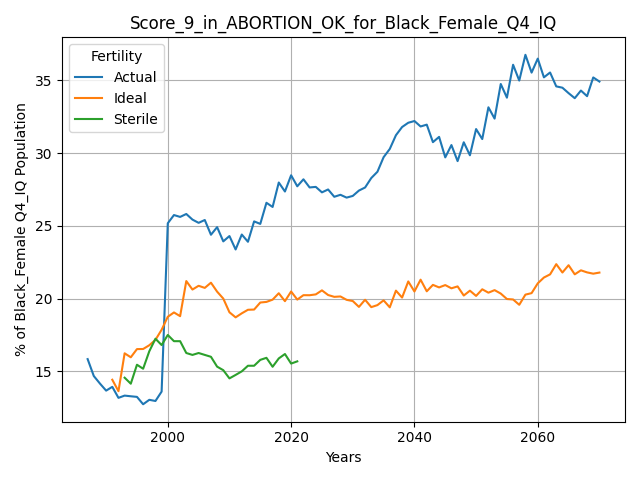 Score_9_in_ABORTION_OK_for_Black_Female_Q4_IQ
Fertility
Actual
Ideal
Sterile
% of Black_Female Q4_IQ Population
35
30
25
20
15
2000
2020
2040
2060
Years